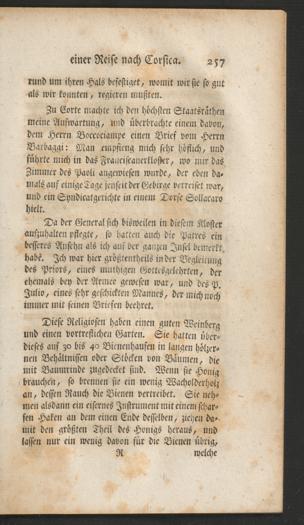 einer Reise nach Corsica. 257
rund um ihren Hals befestiget, womit wir sie so gut
als wir konnten, regieren mußten.
Zu Corte machte ich den höchsten Staatsräthen
meine Aufwartung, und überbrachte einem davon,
dem Herrn Boccociampe einen Brief vom Herrn
Barbaggi: Man empfieng mich sehr höflich, und
führte mich in das Franciscanerkloster, wo mir das
Zimmer des Paoli angewiesen wurde, der eben da-
mals auf einige Tage jenseit der Gebirge verreiset war,
und ein Syndicatgerichte in einem Dorfe Sollacaro
hielt.
Da der General sich bisweilen in diesem Kloster
aufzuhalten pflegte, so hatten auch die Patres ein
besseres Ansehn als ich auf der ganzen Insel bemerkt
habe. Ich war hier größtentheils in der Begleitung
des Priors, eines muthigen Gottesgelehrten, der
ehemals bey der Armee gewesen war, und des P.
Julio, eines sehr geschickten Mannes, der mich noch
immer mit seinen Briefen beehret.
Diese Religiosen haben einen guten Weinberg
und einen vortreflichen Garten. Sie hatten über-
dieses auf 30 bis 40 Bienenhausen in langen hölzer-
nen Behältnissen oder Stöcken von Bäumen, die
mit Baumrinde zugedeckt sind. Wenn sie Honig
brauchen, so brennen sie ein wenig Wacholderholz
an, dessen Rauch die Bienen vertreibet. Sie neh-
men alsdann ein eisernes Instrument mit einem schar-
fen Haken an dem einen Ende desselben, ziehen da-
mit den größten Theil des Honigs heraus, und
lassen nur ein wenig davon für die Bienen übrig,
R welche